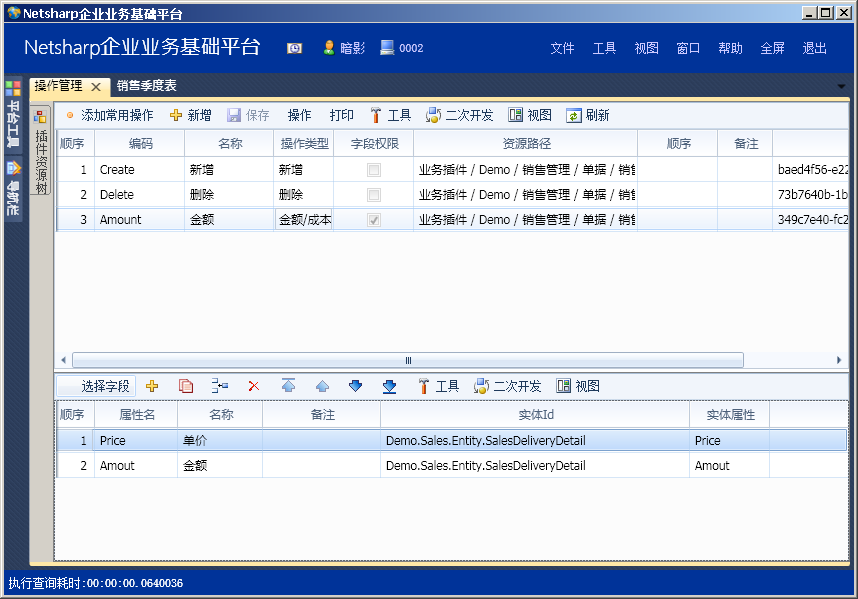 Netsharp企业业务基础平台
Netsharp企业业务基础平台 暗影 0002 文件 工具 视图 窗口 帮助 全屏 退出
平台工具
导航栏
操作管理 销售季度表
插件资源树
添加常用操作 新增 保存 操作 打印 工具 二次开发 视图 刷新
顺序 编码 名称 操作类型 字段权限 资源路径 顺序 备注
1 Create 新增 新增 业务插件 / Demo / 销售管理 / 单据 / 销 baed4f56-e22
2 Delete 删除 删除 业务插件 / Demo / 销售管理 / 单据 / 销 73b7640b-1b
3 Amount 金额 金额/成本 业务插件 / Demo / 销售管理 / 单据 / 销 349c7e40-fc2
选择字段 工具 二次开发 视图
顺序 属性名 名称 备注 实体Id 实体属性
1 Price 单价 Demo.Sales.Entity.SalesDeliveryDetail Price
2 Amout 金额 Demo.Sales.Entity.SalesDeliveryDetail Amout
执行查询耗时:00:00:00.0640036